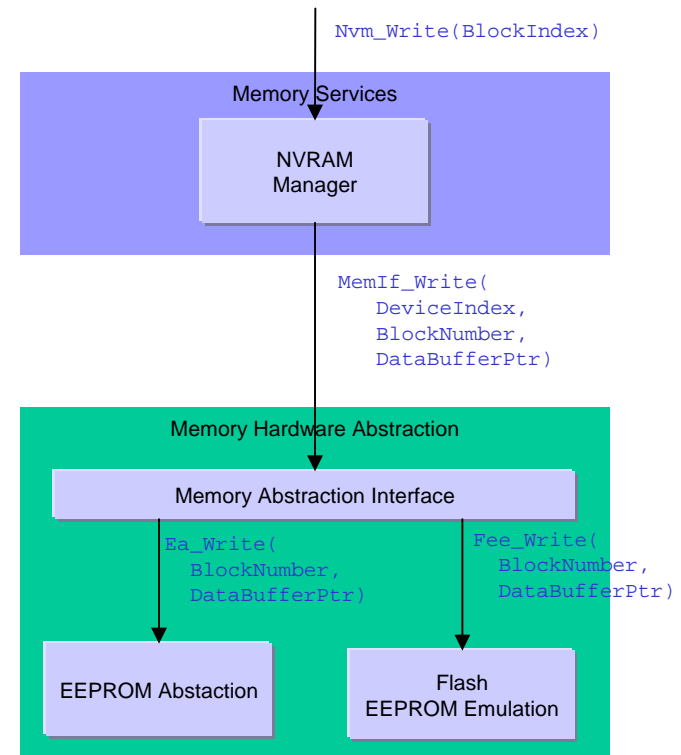 Nvm_Write(BlockIndex)
Memory Services
NVRAM
Manager
MemIf_Write(
DeviceIndex,
BlockNumber,
DataBufferPtr)
Memory Hardware Abstraction
Memory Abstraction Interface
Ea_Write(
BlockNumber,
DataBufferPtr)
Fee_Write(
BlockNumber,
DataBufferPtr)
EEPROM Abstaction
Flash
EEPROM Emulation